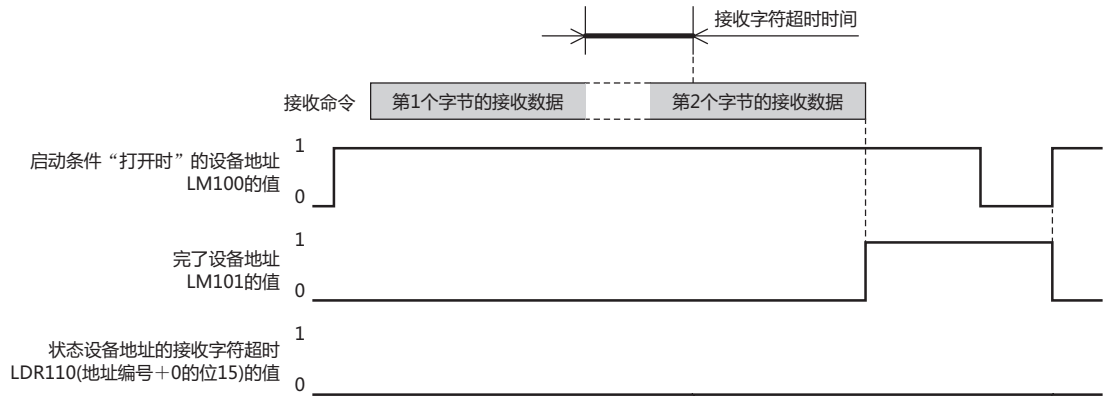 接收字符超时时间
接收命令 第1个字节的接收数据 第2个字节的接收数据
启动条件“打开时”的设备地址
LM100的值
1
0
完了设备地址
LM101的值
1
0
状态设备地址的接收字符超时
LDR110(地址编号＋0的位15)的值
1
0